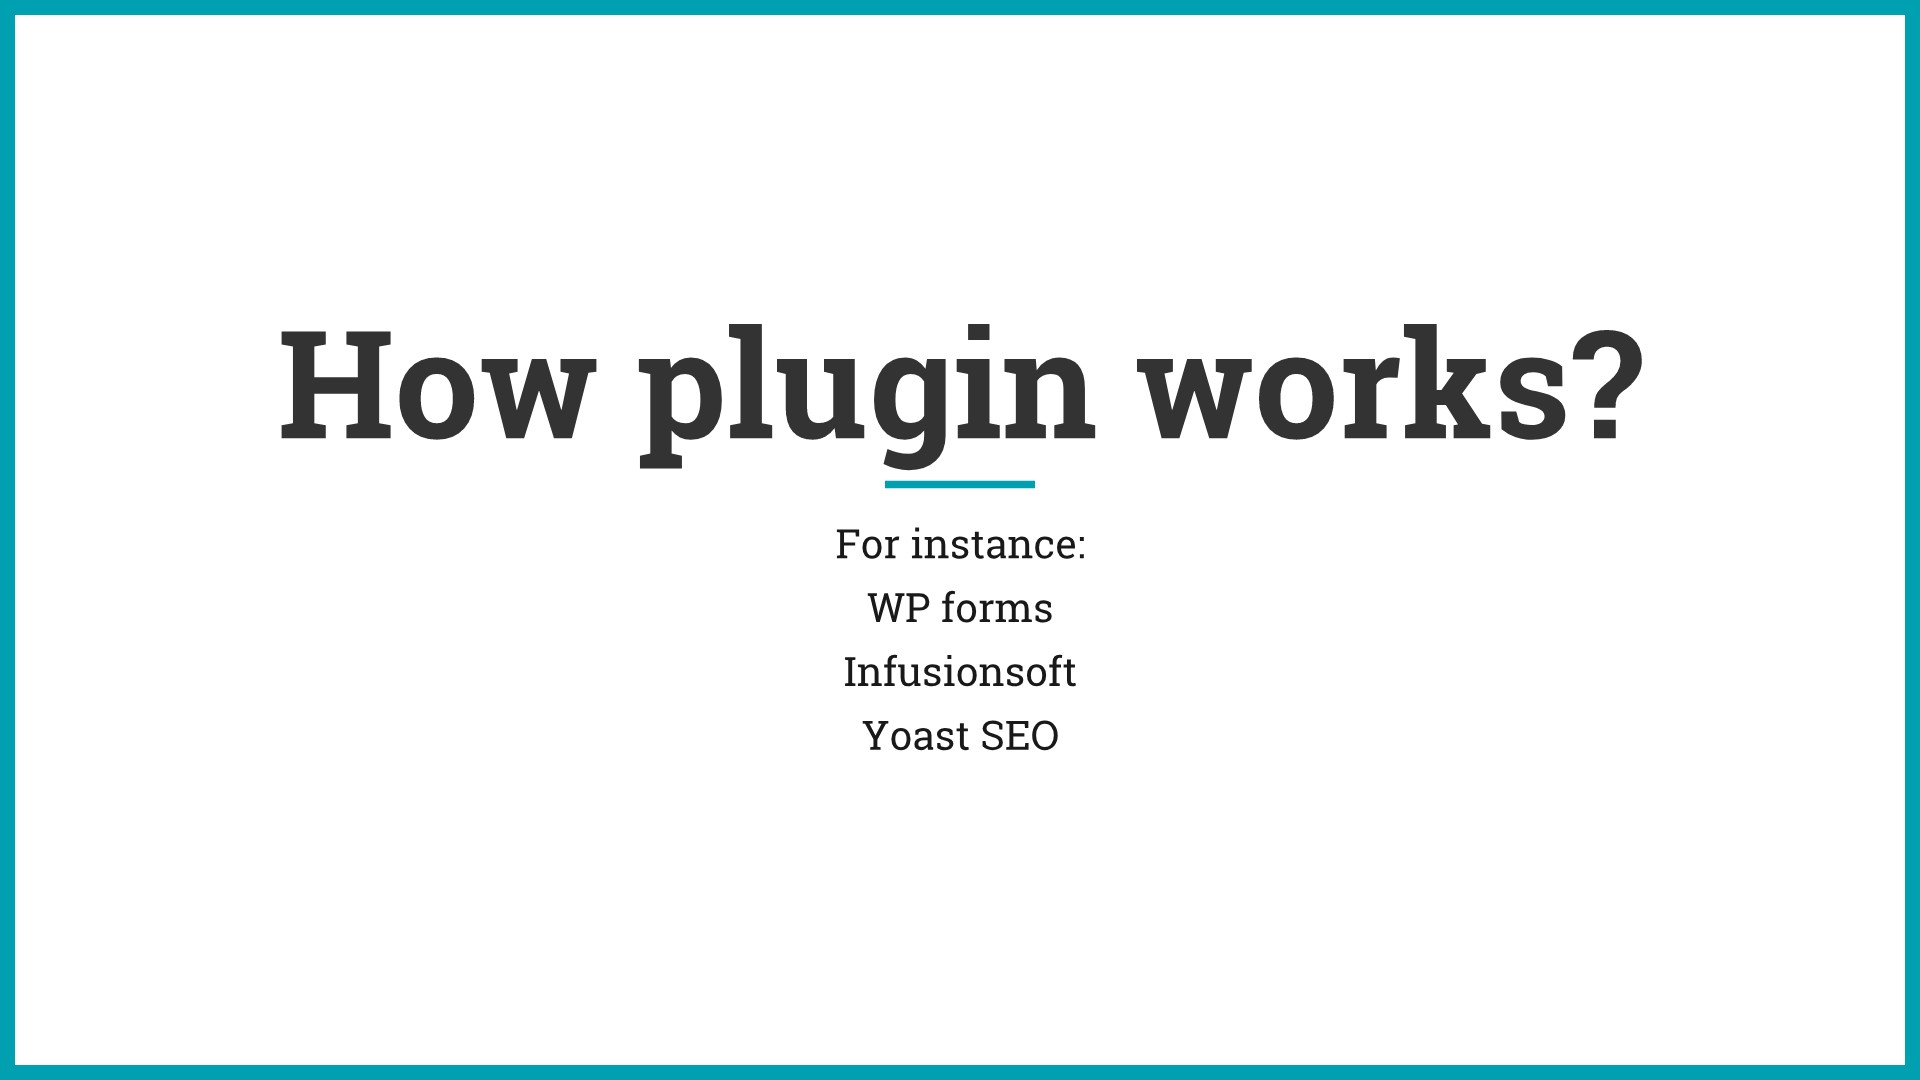 How plugin works?
For instance:
WP forms
Infusionsoft
Yoast SEO